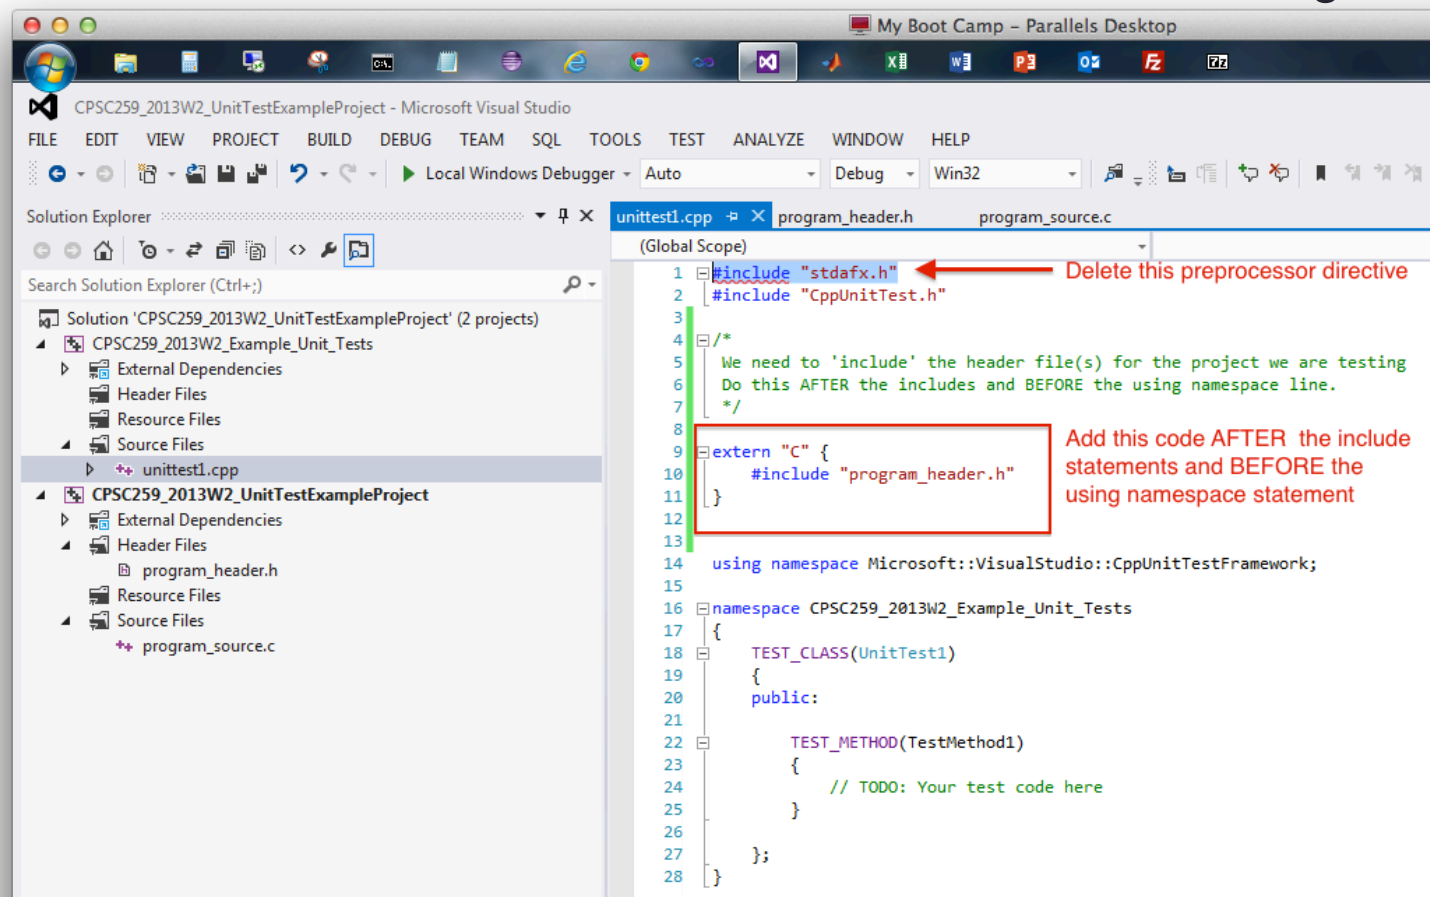 My Boot Camp – Parallels Desktop
C:\.
X
W
P
O
FZ
7Z
CPSC259_2013W2_UnitTestExampleProject - Microsoft Visual Studio
FILE EDIT VIEW PROJECT BUILD DEBUG TEAM SQL TOOLS TEST ANALYZE WINDOW HELP
Local Windows Debugger Auto Debug Win32
Solution Explorer
unittest1.cpp program_header.h program_source.c
(Global Scope)
Search Solution Explorer (Ctrl+;)
Solution 'CPSC259_2013W2_UnitTestExampleProject' (2 projects)
CPSC259_2013W2_Example_Unit_Tests
External Dependencies
Header Files
Resource Files
Source Files
unittest1.cpp
CPSC259_2013W2_UnitTestExampleProject
External Dependencies
Header Files
program_header.h
Resource Files
Source Files
program_source.c
1 #include "stdafx.h"
2 #include "CppUnitTest.h"
3
4 /*
5 We need to 'include' the header file(s) for the project we are testing
6 Do this AFTER the includes and BEFORE the using namespace line.
7 */
8
9 extern "C" {
10 #include "program_header.h"
11 }
12
13
14 using namespace Microsoft::VisualStudio::CppUnitTestFramework;
15
16 namespace CPSC259_2013W2_Example_Unit_Tests
17 {
18 TEST_CLASS(UnitTest1)
19 {
20 public:
21
22 TEST_METHOD(TestMethod1)
23 {
24 // TODO: Your test code here
25 }
26
27 };
28 }
Delete this preprocessor directive
Add this code AFTER the include
statements and BEFORE the
using namespace statement